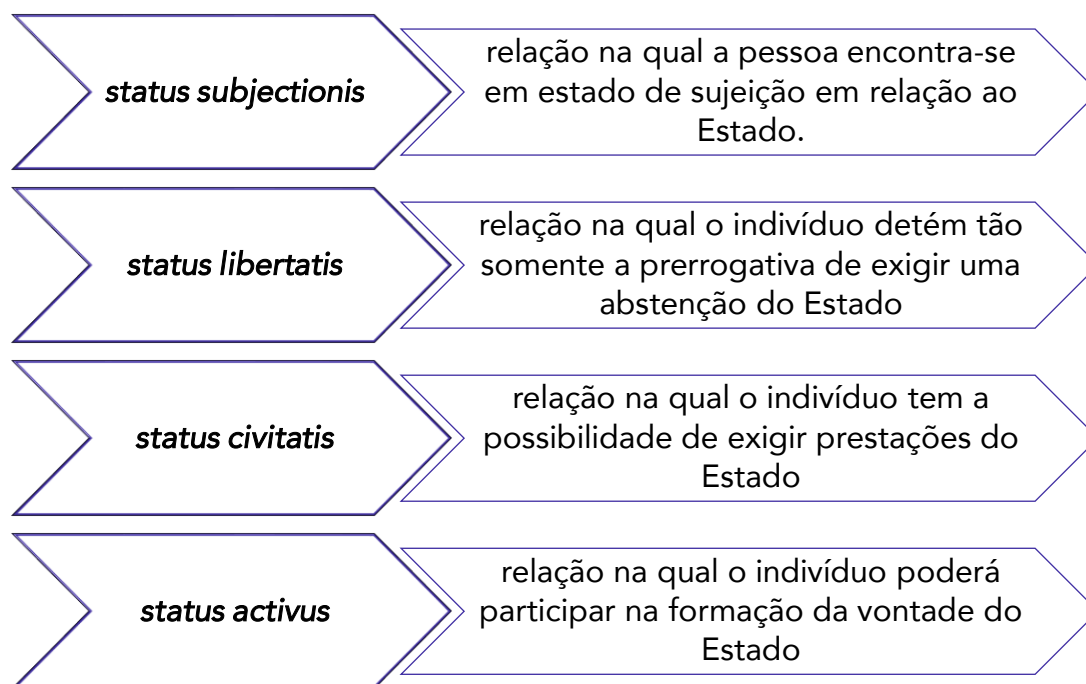 status subjectionis
relação na qual a pessoa encontra-se
em estado de sujeição em relação ao
Estado.
status libertatis
relação na qual o indivíduo detém tão
somente a prerrogativa de exigir uma
abstenção do Estado
status civitatis
relação na qual o indivíduo tem a
possibilidade de exigir prestações do
Estado
status activus
relação na qual o indivíduo poderá
participar na formação da vontade do
Estado